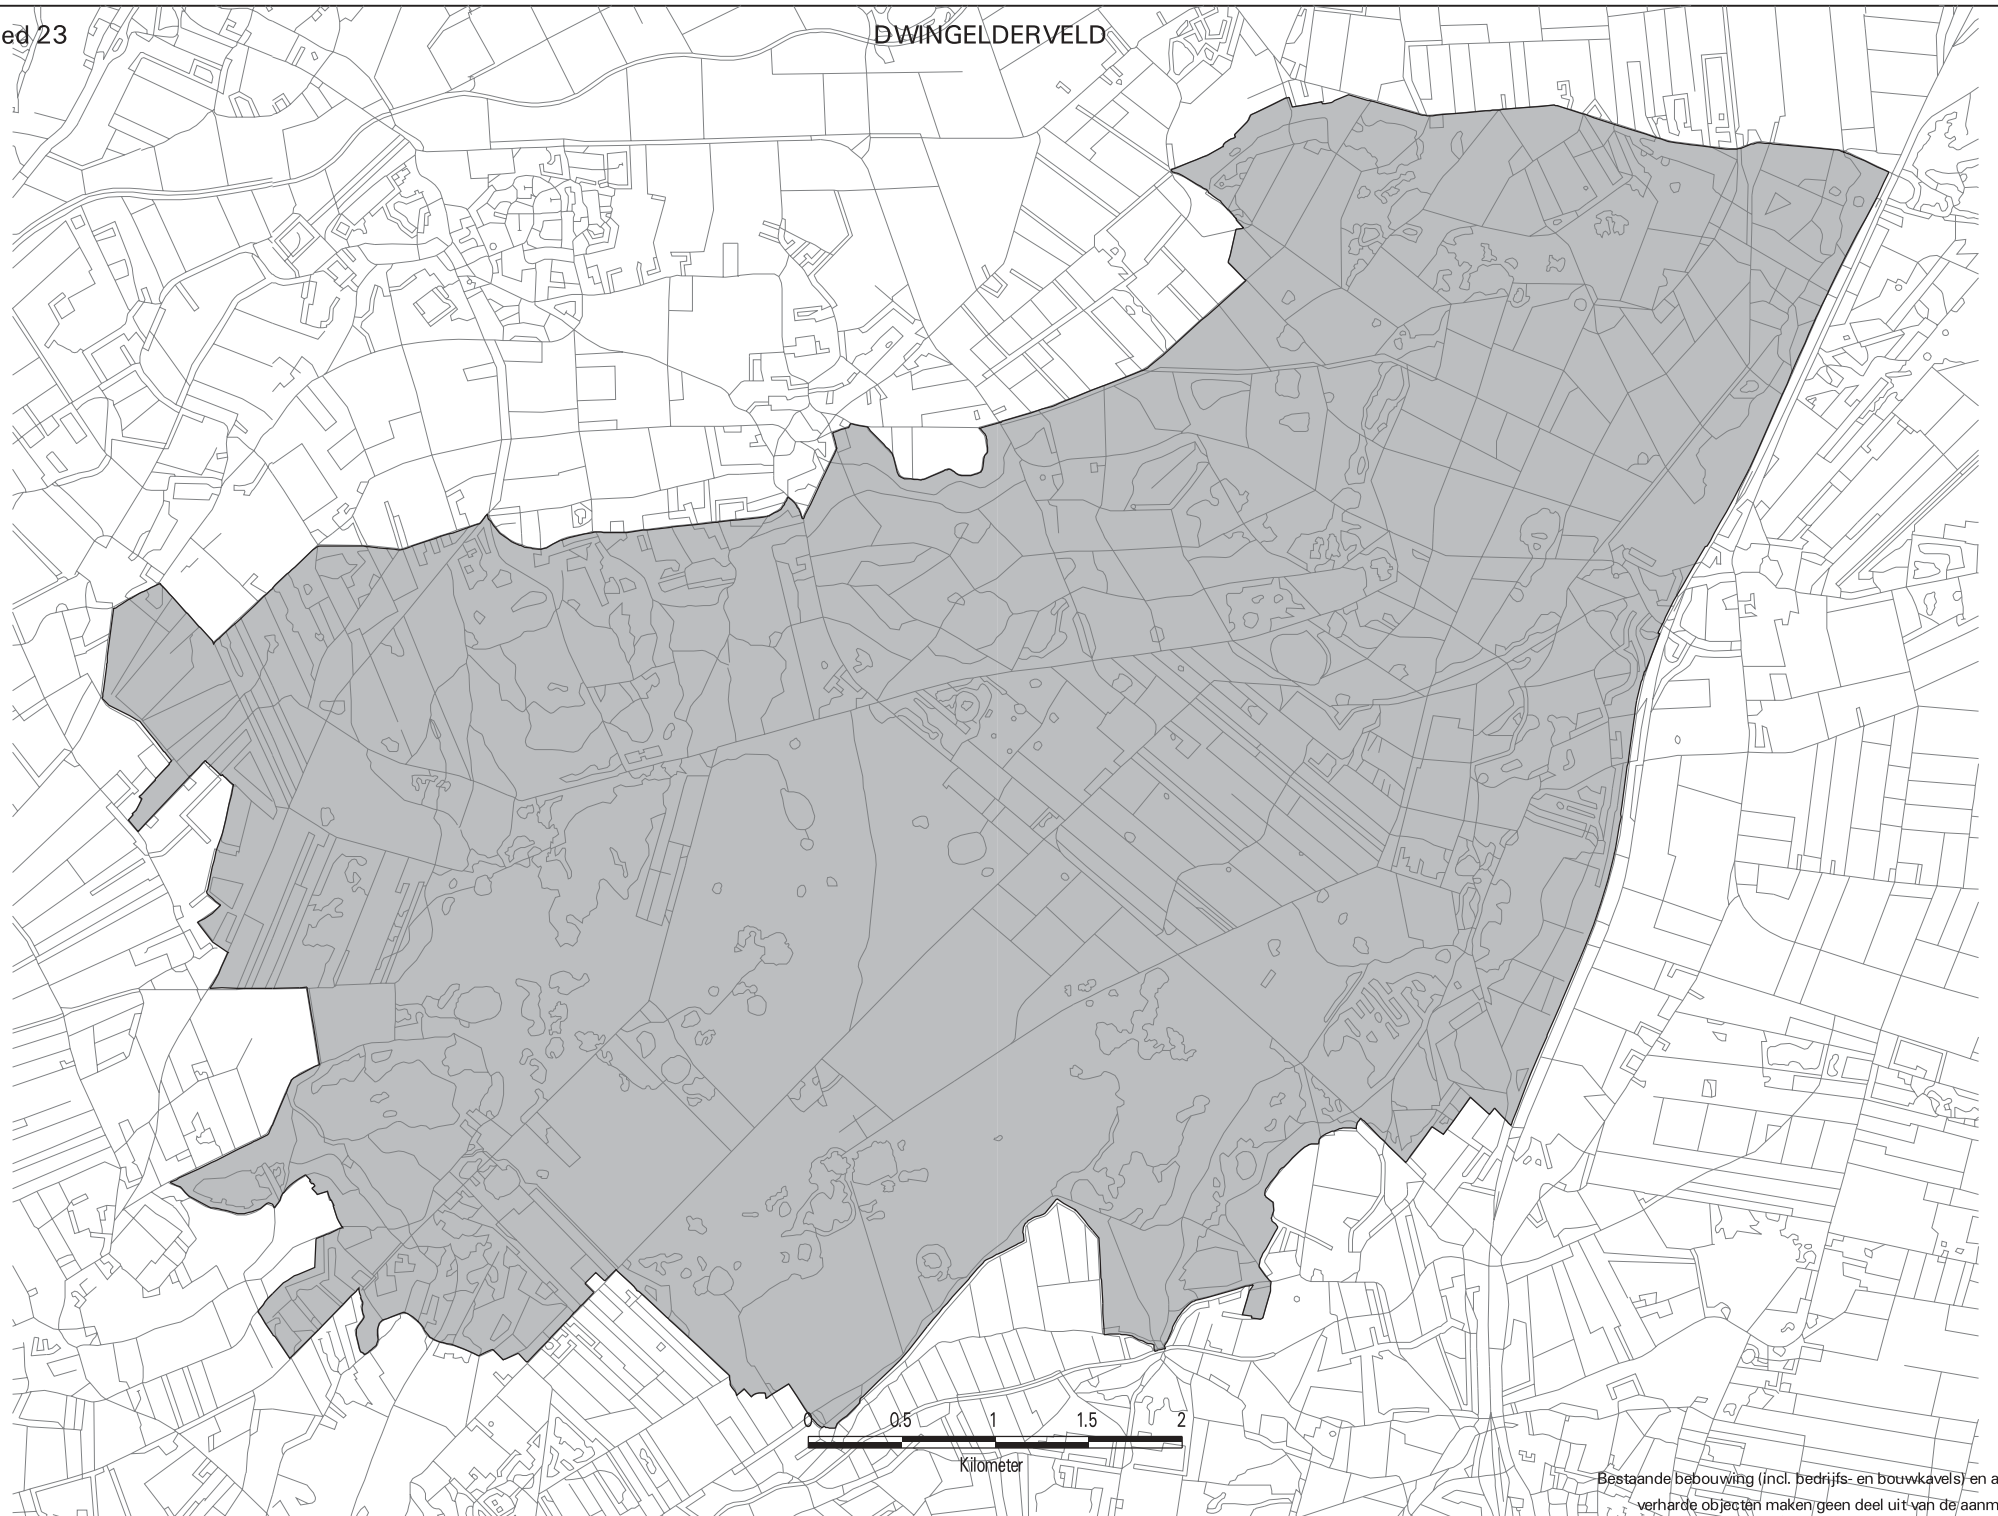 ed 23
DWINGELDERVELD
0 0.5 1 1.5 2
Kilometer
Bestaande bebouwing (incl. bedrijfs- en bouwkavels) en a
verharde objecten maken geen deel uit van de aanm